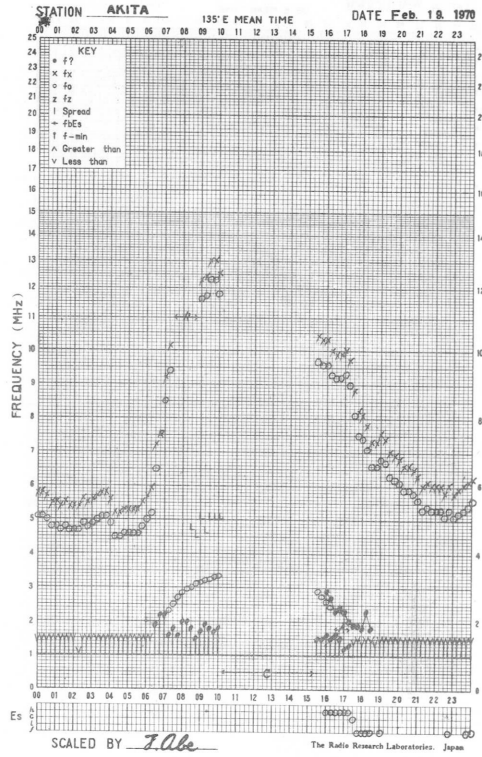 STATION AKITA
135°E MEAN TIME
DATE Feb. 19. 1970
00 01 02 03 04 05 06 07 08 09 10 11 12 13 14 15 16 17 18 19 20 21 22 23
KEY
f?
x fx
o fo
z fz
| Spread
fbEs
f-min
^ Greater than
v Less than
25
24
23
22
21
20
19
18
17
16
15
14
13
12
11
10
9
8
7
6
5
4
3
2
1
0
FREQUENCY (MHz)
C
00 01 02 03 04 05 06 07 08 09 10 11 12 13 14 15 16 17 18 19 20 21 22 23
Es
SCALED BY J. Abe
The Radio Research Laboratories. Japan